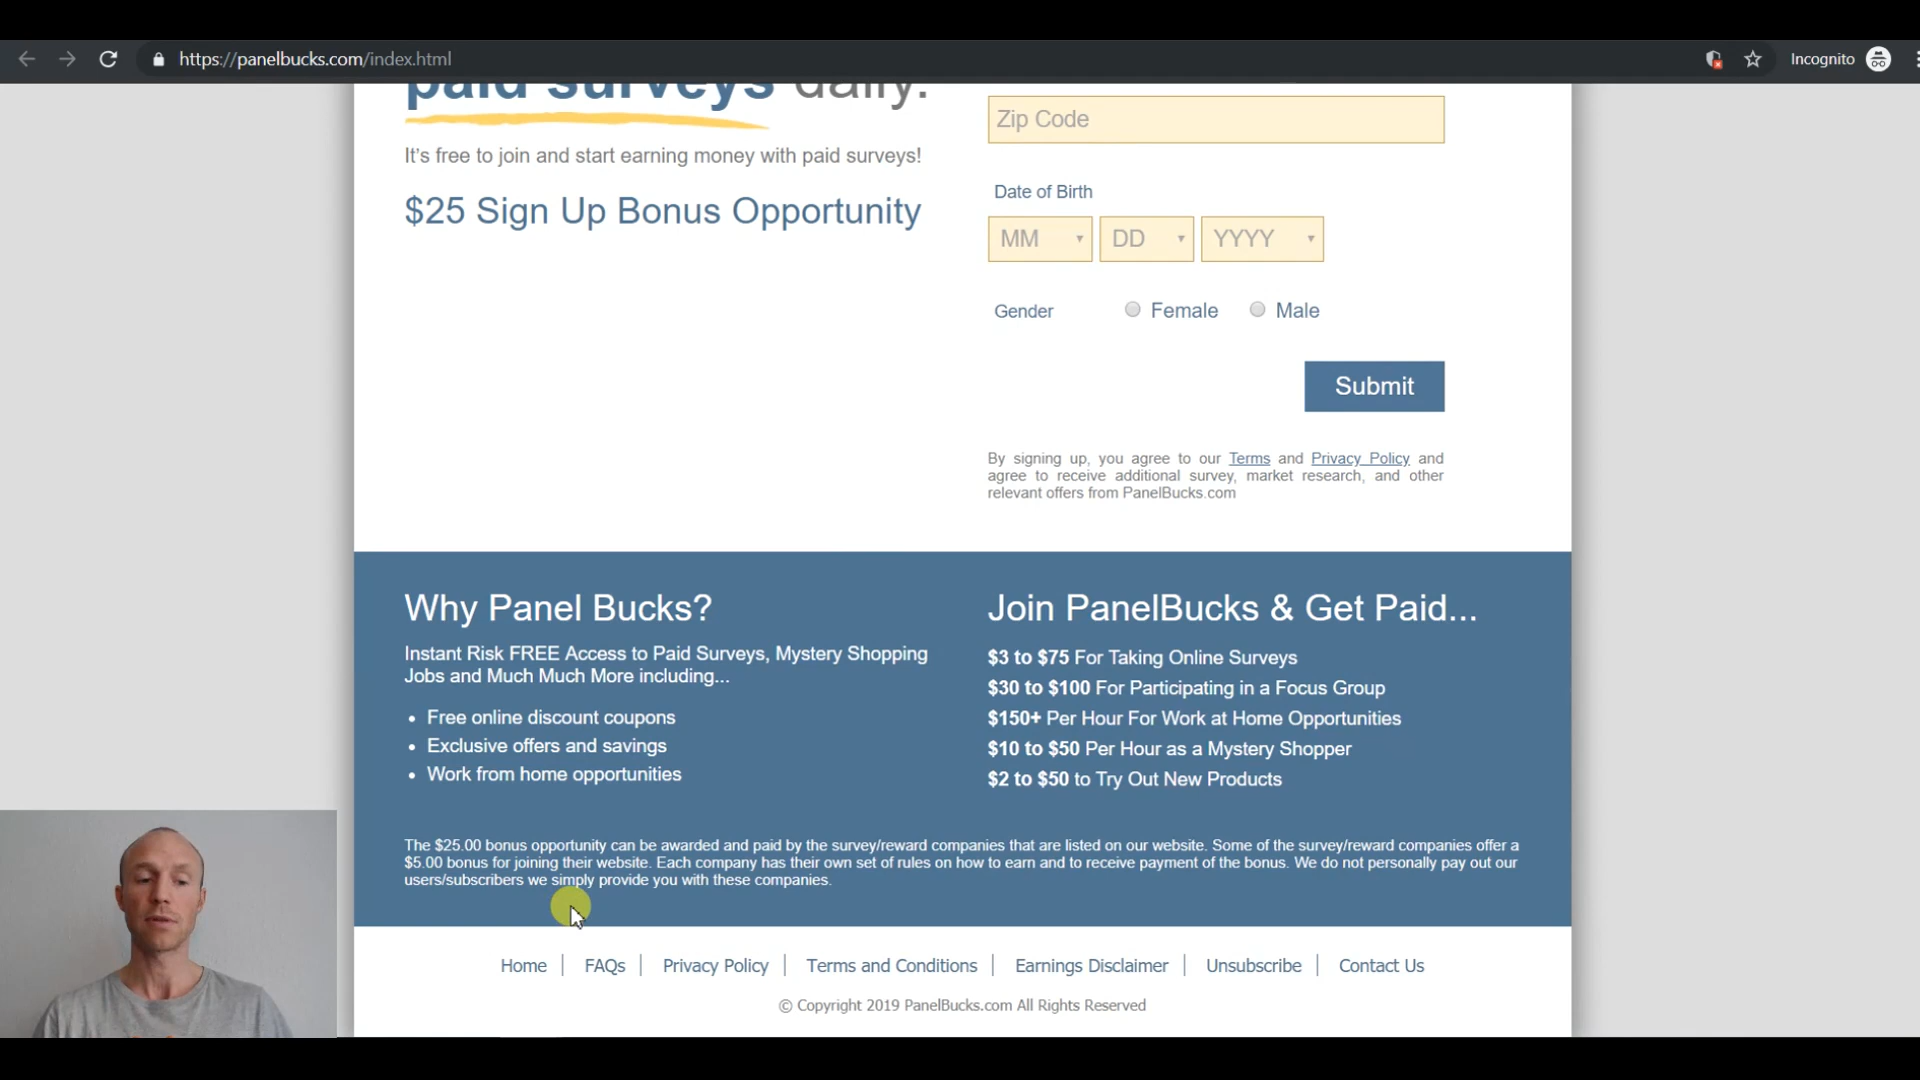 https://panelbucks.com/index.html
Incognito
paid surveys daily.
Zip Code
It's free to join and start earning money with paid surveys!
$25 Sign Up Bonus Opportunity
Date of Birth
MM DD YYYY
Gender Female Male
Submit
By signing up, you agree to our Terms and Privacy Policy and
agree to receive additional survey, market research, and other
relevant offers from PanelBucks.com
Why Panel Bucks?
Instant Risk FREE Access to Paid Surveys, Mystery Shopping
Jobs and Much Much More including...
• Free online discount coupons
• Exclusive offers and savings
• Work from home opportunities
Join PanelBucks & Get Paid...
$3 to $75 For Taking Online Surveys
$30 to $100 For Participating in a Focus Group
$150+ Per Hour For Work at Home Opportunities
$10 to $50 Per Hour as a Mystery Shopper
$2 to $50 to Try Out New Products
The $25.00 bonus opportunity can be awarded and paid by the survey/reward companies that are listed on our website. Some of the survey/reward companies offer a
$5.00 bonus for joining their website. Each company has their own set of rules on how to earn and to receive payment of the bonus. We do not personally pay out our
users/subscribers we simply provide you with these companies.
Home | FAQs | Privacy Policy | Terms and Conditions | Earnings Disclaimer | Unsubscribe | Contact Us
© Copyright 2019 PanelBucks.com All Rights Reserved